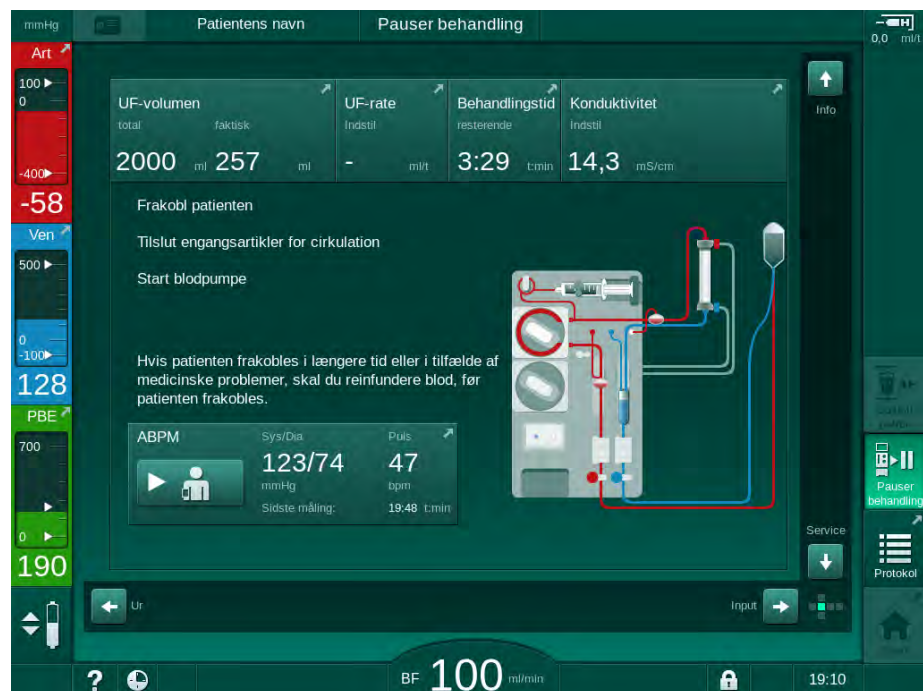 mmHg
Patientens navn
Pauser behandling
0,0 ml/t
Art
100
0
-400
-58
Ven
500
0
-100
128
PBE
700
0
190
UF-volumen
total faktisk
2000 ml 257 ml
UF-rate
Indstil
- ml/t
Behandlingstid
resterende
3:29 t:min
Konduktivitet
Indstil
14,3 mS/cm
Info
Frakobl patienten
Tilslut engangsartikler for cirkulation
Start blodpumpe
Hvis patienten frakobles i længere tid eller i tilfælde af
medicinske problemer, skal du reinfundere blod, før
patienten frakobles.
ABPM
Sys/Dia Puls
123/74 47
mmHg bpm
Sidste måling: 19:48 t:min
Service
Pauser
behandling
Protokol
Ur
Input
? BF 100 ml/min
19:10